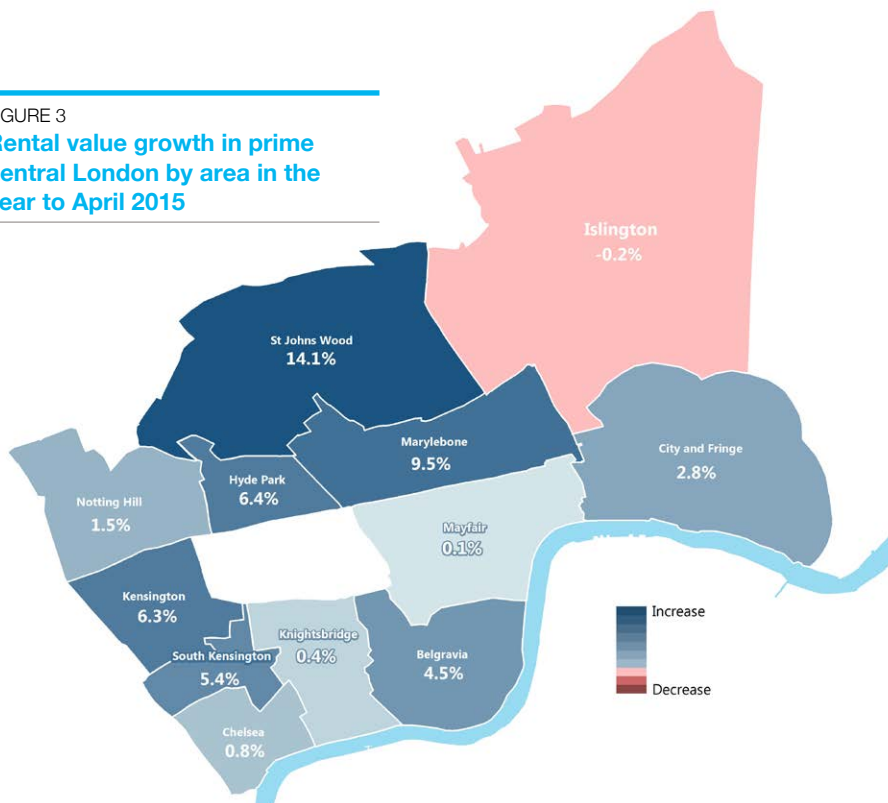 GURE 3
Rental value growth in prime
central London by area in the
year to April 2015
Islington
-0.2%
St Johns Wood
14.1%
Marylebone
9.5%
City and Fringe
2.8%
Hyde Park
6.4%
Notting Hill
1.5%
Mayfair
0.1%
Kensington
6.3%
Knightsbridge
0.4%
South Kensington
5.4%
Belgravia
4.5%
Chelsea
0.8%
Increase
Decrease